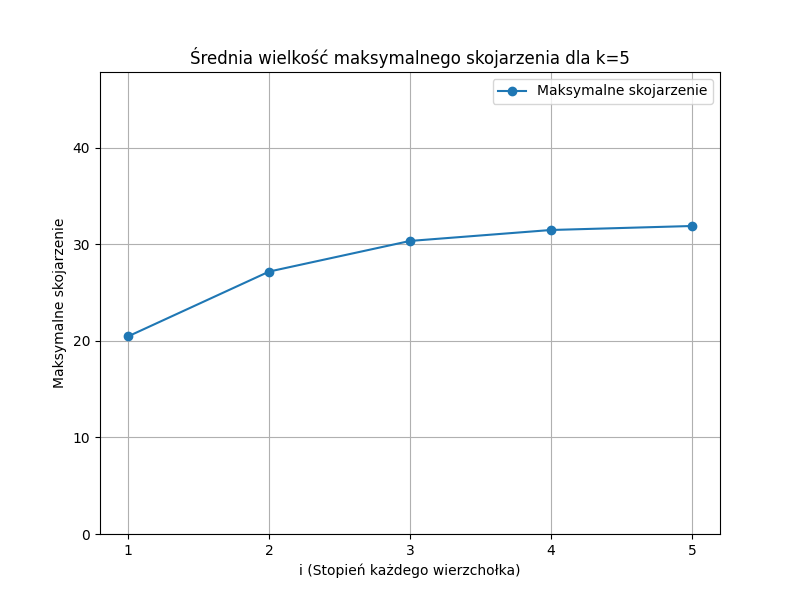 Średnia wielkość maksymalnego skojarzenia dla k=5
Maksymalne skojarzenie
Maksymalne skojarzenie
40
30
20
10
0
1 2 3 4 5
i (Stopień każdego wierzchołka)